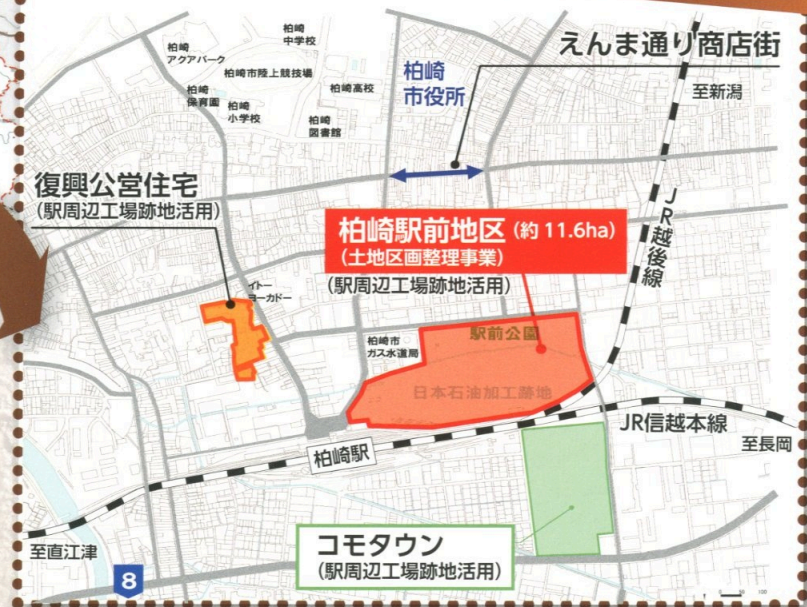 えんま通り商店街
柏崎
中学校
柏崎
アクアパーク
柏崎市陸上競技場
柏崎
市役所
至新潟
柏崎
保育園
柏崎高校
柏崎
小学校
柏崎
図書館
復興公営住宅
(駅周辺工場跡地活用)
柏崎駅前地区(約 11.6ha)
(土地区画整理事業)
(駅周辺工場跡地活用)
JR越後線
イトー
ヨーカドー
駅前公園
柏崎市
ガス水道局
日本石油加工跡地
JR信越本線
至長岡
柏崎駅
コモタウン
(駅周辺工場跡地活用)
至直江津
8